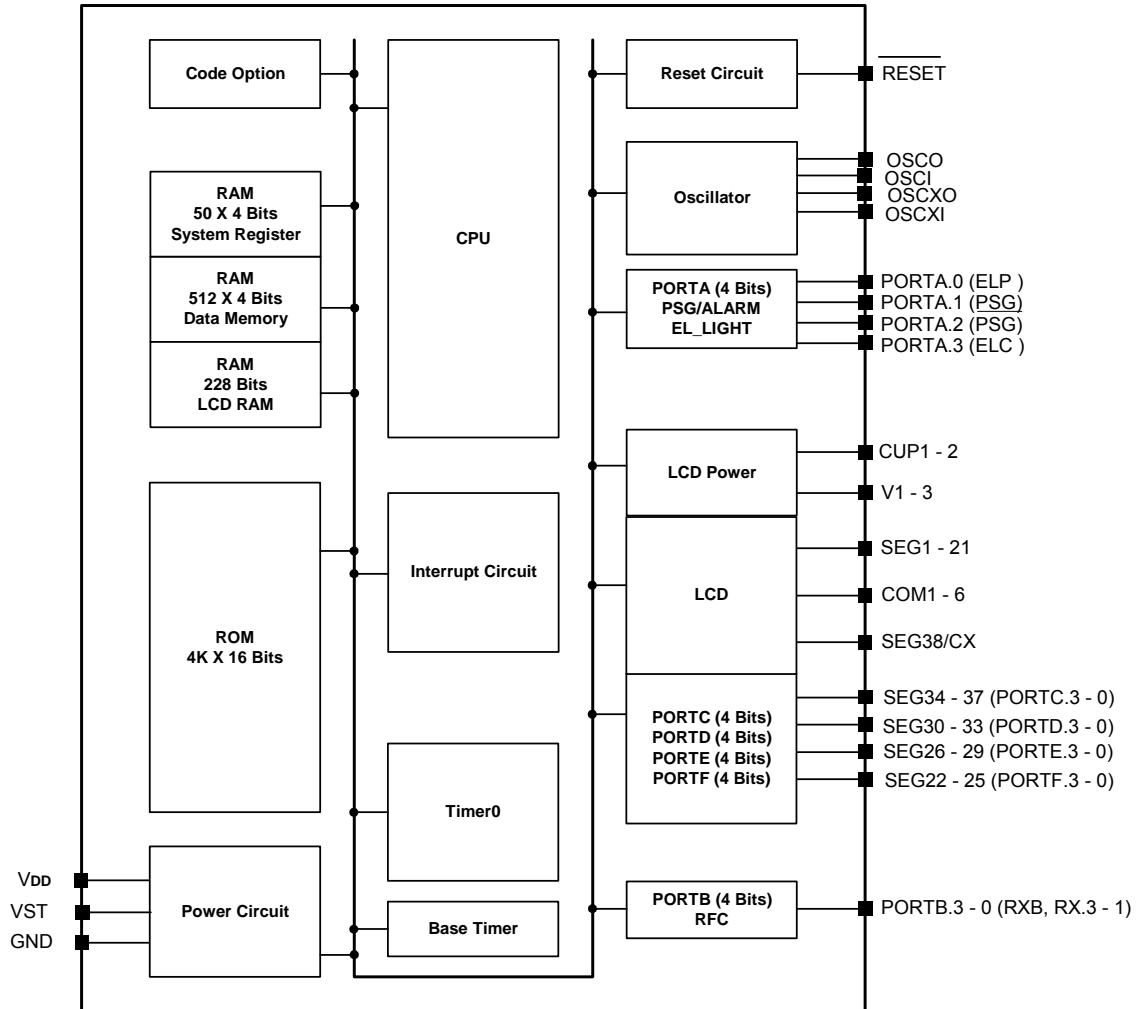 Code Option
RAM
50 X 4 Bits
System Register
RAM
512 X 4 Bits
Data Memory
RAM
228 Bits
LCD RAM
ROM
4K X 16 Bits
VDD
VST
GND
Power Circuit
CPU
Interrupt Circuit
Timer0
Base Timer
Reset Circuit
RESET
Oscillator
OSCO
OSCI
OSCXO
OSCXI
PORTA (4 Bits)
PSG/ALARM
EL_LIGHT
PORTA.0 (ELP )
PORTA.1 (PSG)
PORTA.2 (PSG)
PORTA.3 (ELC )
LCD Power
CUP1 - 2
V1 - 3
LCD
SEG1 - 21
COM1 - 6
SEG38/CX
PORTC (4 Bits)
PORTD (4 Bits)
PORTE (4 Bits)
PORTF (4 Bits)
SEG34 - 37 (PORTC.3 - 0)
SEG30 - 33 (PORTD.3 - 0)
SEG26 - 29 (PORTE.3 - 0)
SEG22 - 25 (PORTF.3 - 0)
PORTB (4 Bits)
RFC
PORTB.3 - 0 (RXB, RX.3 - 1)